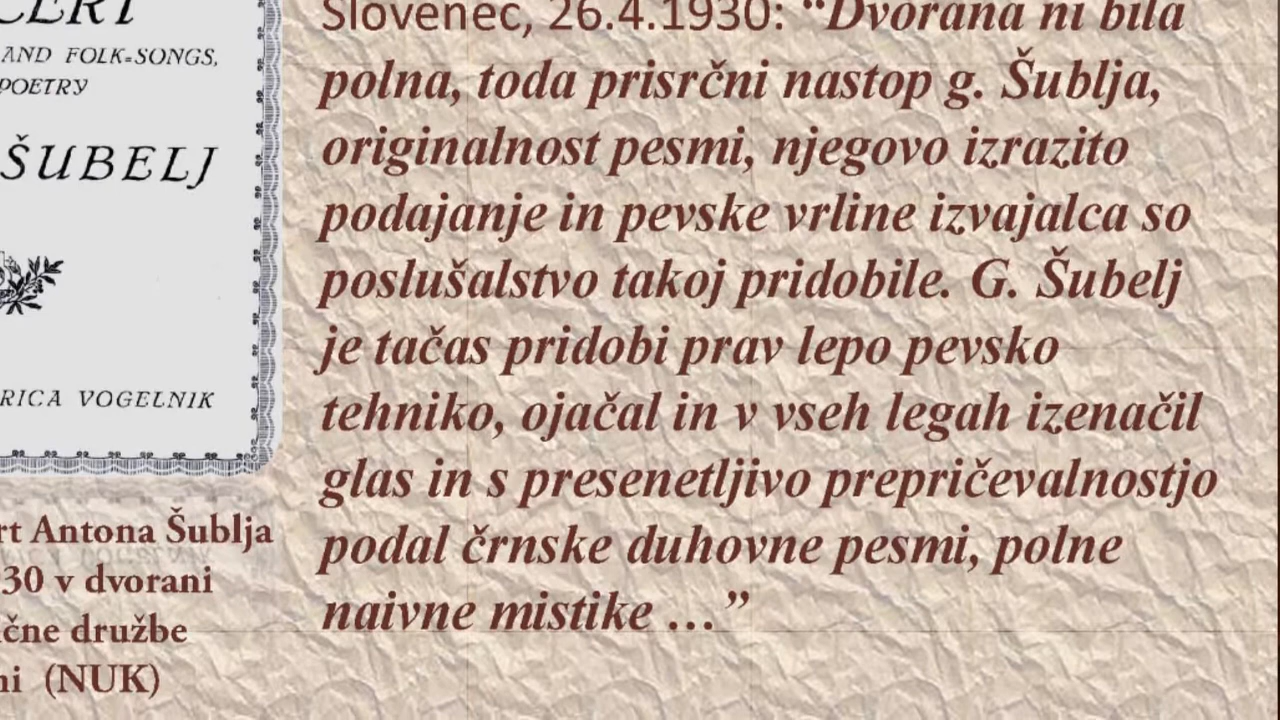 CERT
AND FOLK=SONGS,
POETRY
ŠUBELJ
RICA VOGELNIK
rt Antona Šublja
30 v dvorani
čne družbe
ni (NUK)
Slovenec, 26.4.1930: “Dvorana ni bila
polna, toda prisrčni nastop g. Šublja,
originalnost pesmi, njegovo izrazito
podajanje in pevske vrline izvajalca so
poslušalstvo takoj pridobile. G. Šubelj
je tačas pridobi prav lepo pevsko
tehniko, ojačal in v vseh legah izenačil
glas in s presenetljivo prepričevalnostjo
podal črnske duhovne pesmi, polne
naivne mistike …”